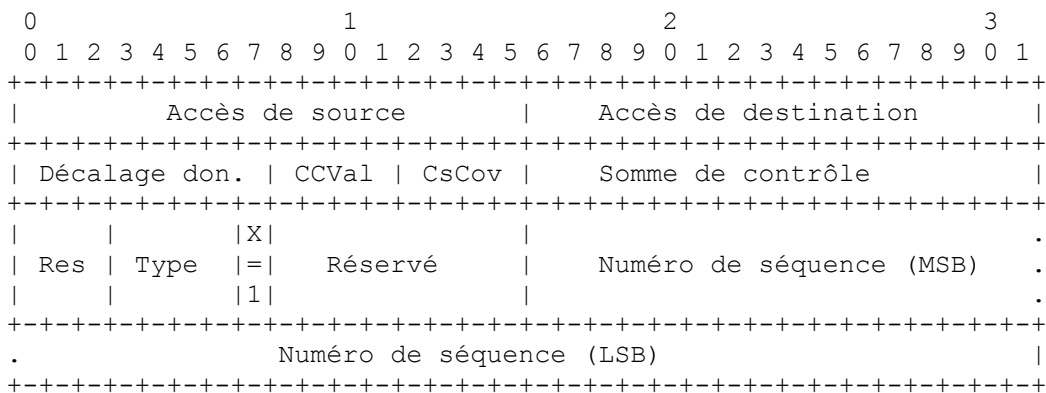 0                   1                   2                   3
0 1 2 3 4 5 6 7 8 9 0 1 2 3 4 5 6 7 8 9 0 1 2 3 4 5 6 7 8 9 0 1
+-+-+-+-+-+-+-+-+-+-+-+-+-+-+-+-+-+-+-+-+-+-+-+-+-+-+-+-+-+-+-+-+
|         Accès de source       |    Accès de destination       |
+-+-+-+-+-+-+-+-+-+-+-+-+-+-+-+-+-+-+-+-+-+-+-+-+-+-+-+-+-+-+-+-+
| Décalage don. | CCVal | CsCov |    Somme de contrôle          |
+-+-+-+-+-+-+-+-+-+-+-+-+-+-+-+-+-+-+-+-+-+-+-+-+-+-+-+-+-+-+-+-+
|     |       |X|               |                               .
| Res | Type  |=|   Réservé     |    Numéro de séquence (MSB)   .
|     |       |1|               |                               .
+-+-+-+-+-+-+-+-+-+-+-+-+-+-+-+-+-+-+-+-+-+-+-+-+-+-+-+-+-+-+-+-+
.                Numéro de séquence (LSB)                       |
+-+-+-+-+-+-+-+-+-+-+-+-+-+-+-+-+-+-+-+-+-+-+-+-+-+-+-+-+-+-+-+-+